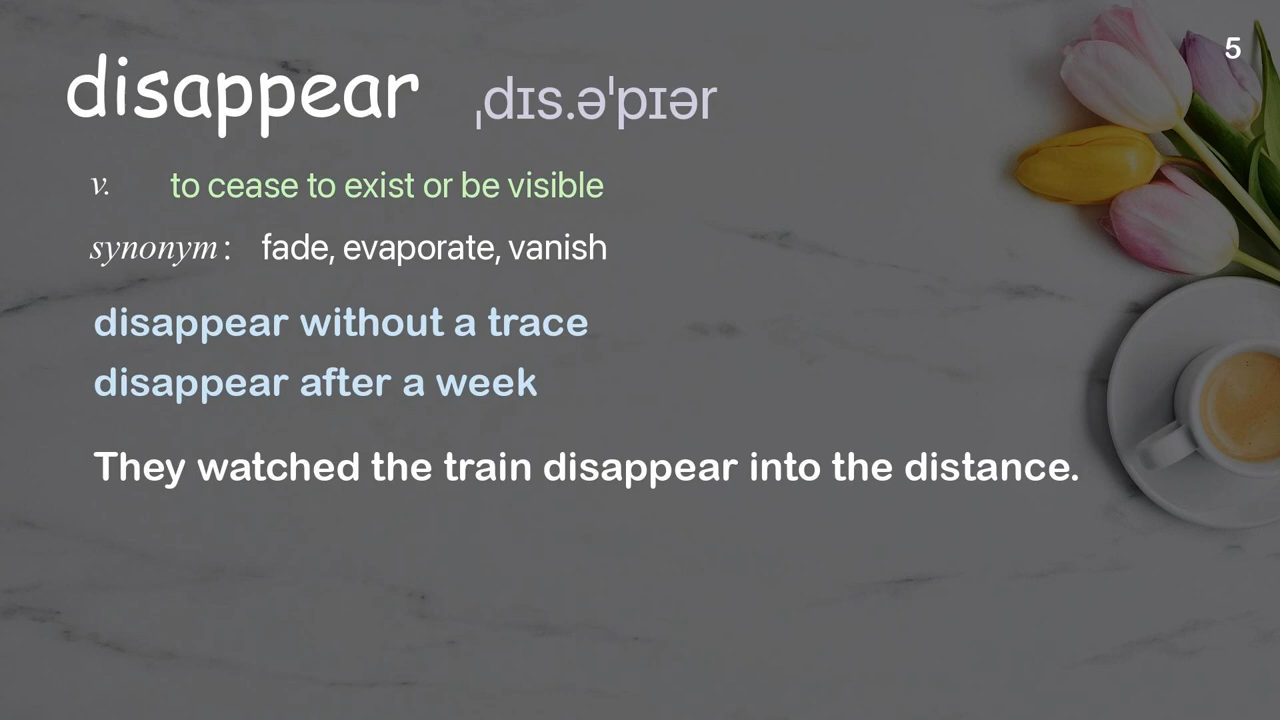 5
disappear ˌdɪs.əˈpɪər
v. to cease to exist or be visible
synonym: fade, evaporate, vanish
disappear without a trace
disappear after a week
They watched the train disappear into the distance.